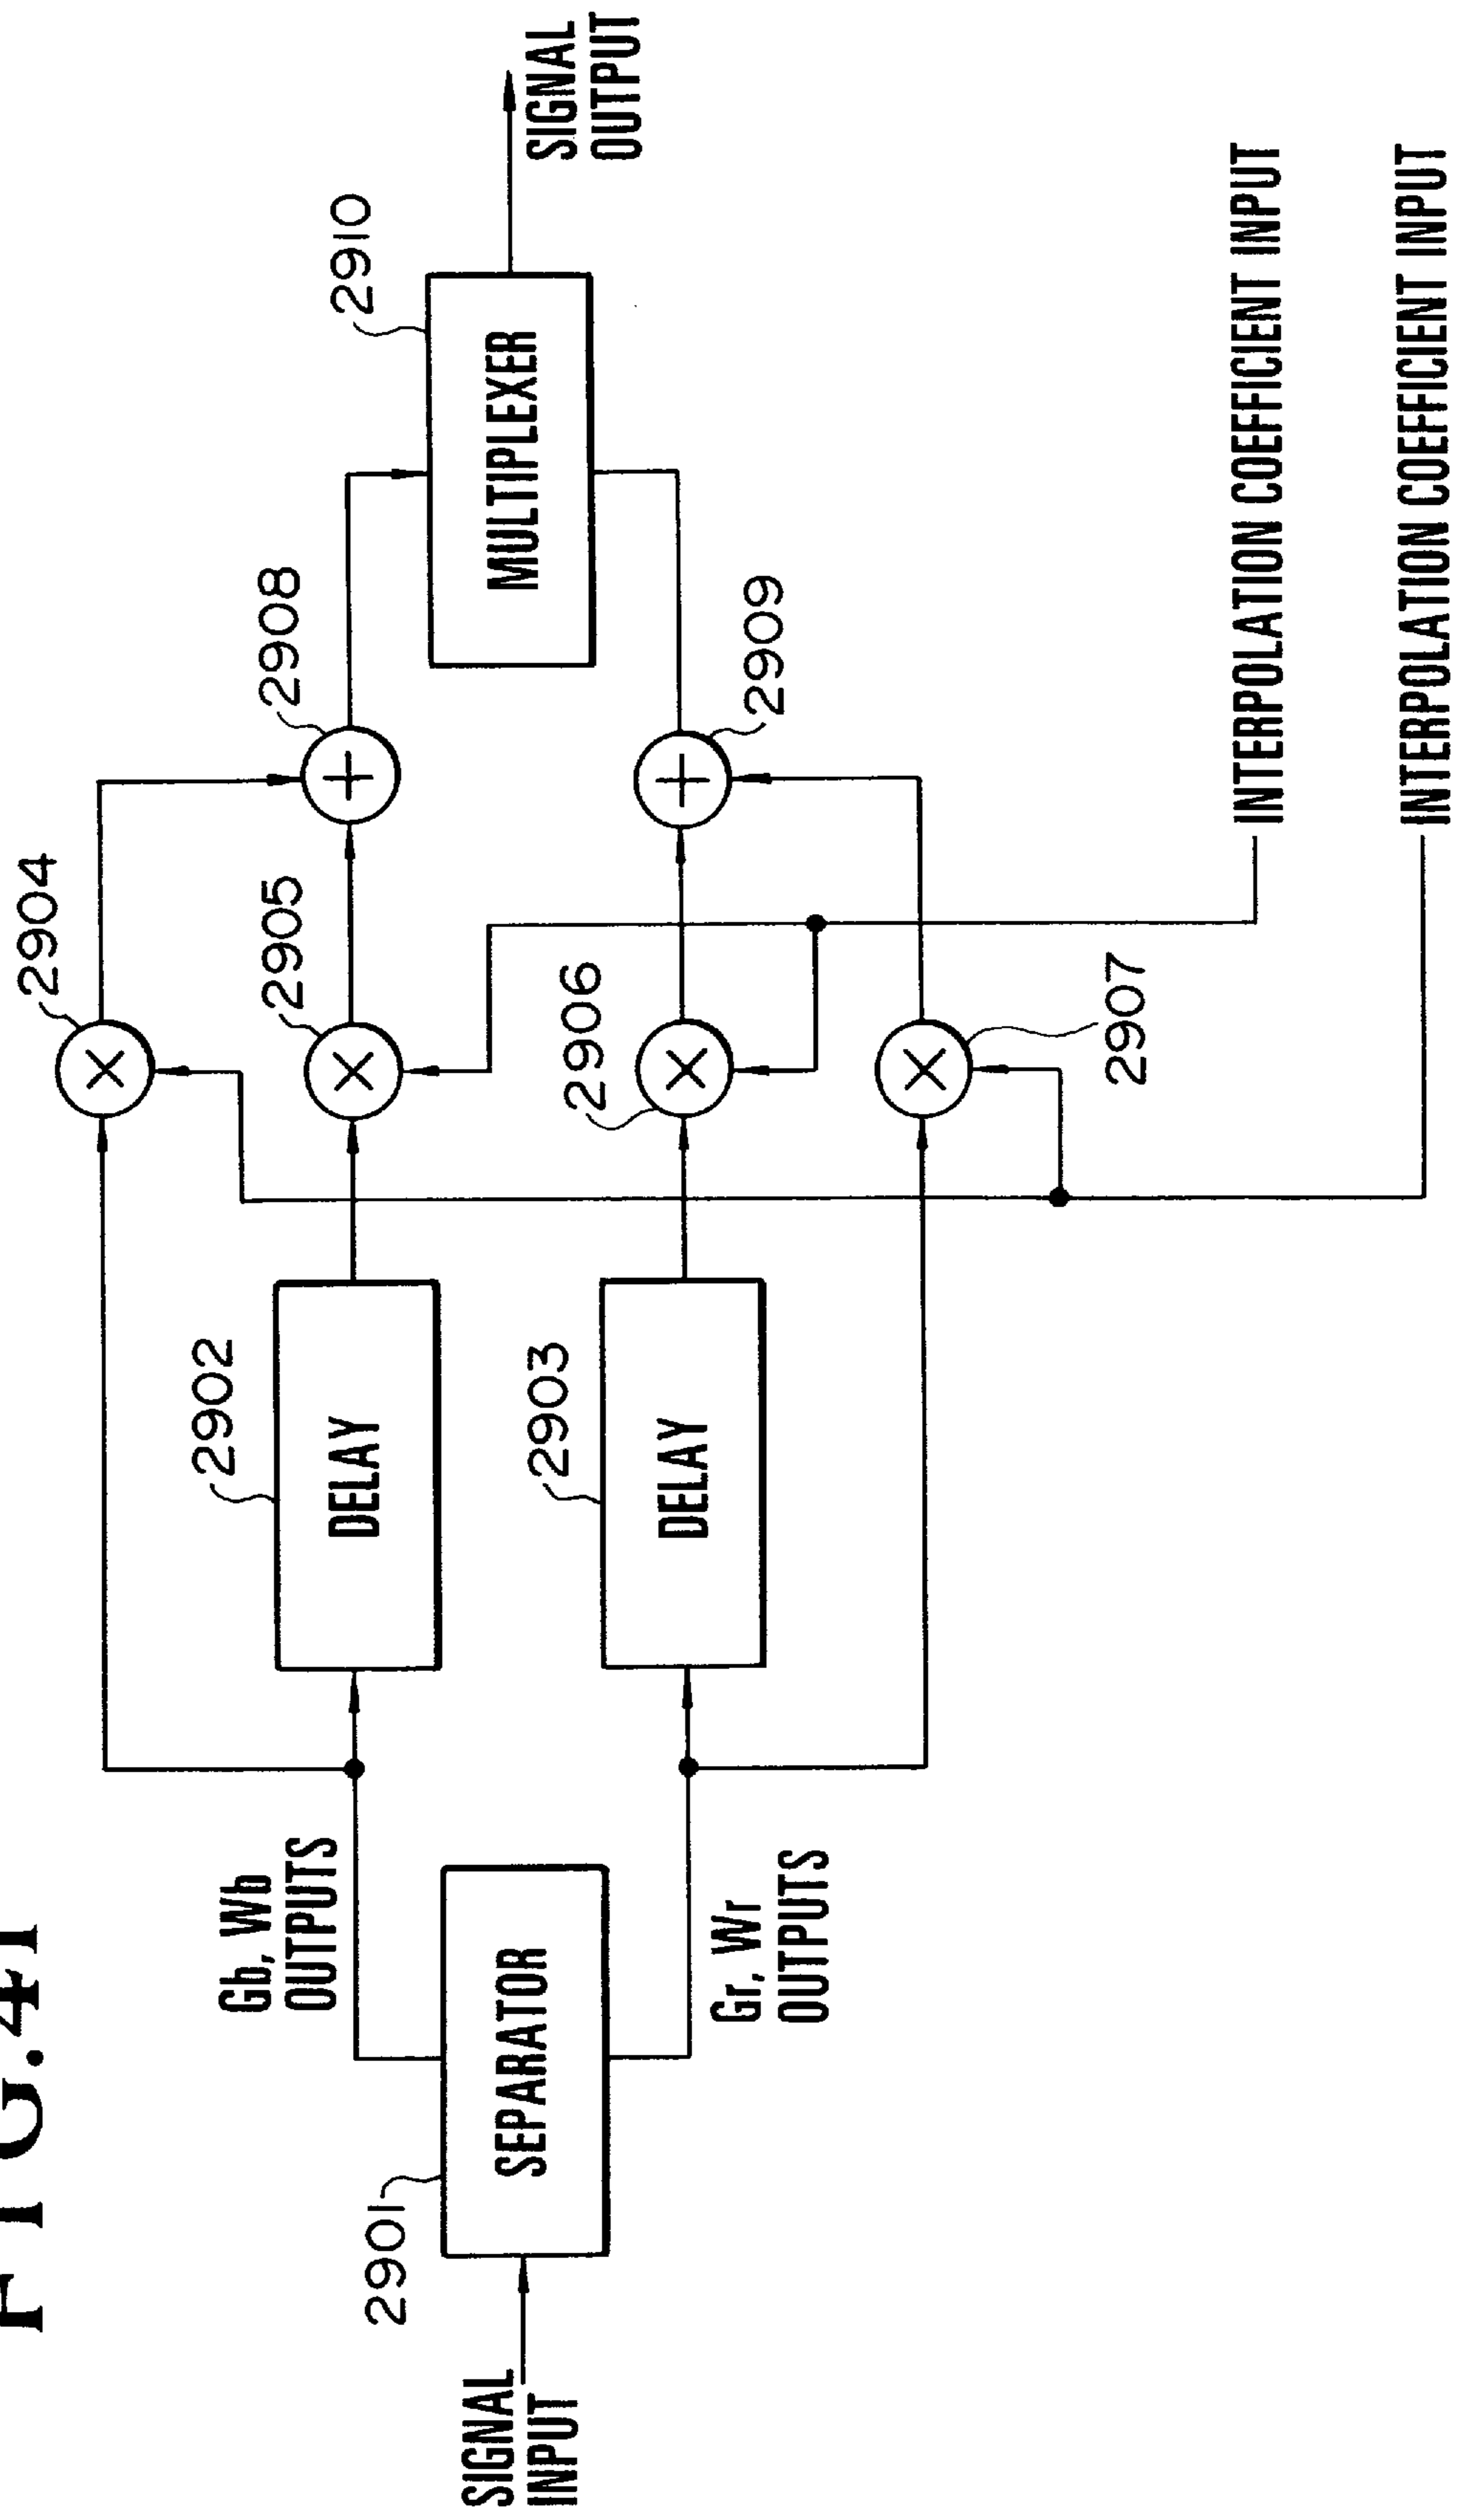 FIG.41
2904
2902
2905
2908
2910
Gb, Wb
OUTPUTS
DELAY
2901
SIGNAL
INPUT
SEPARATOR
MULTIPLEXER
SIGNAL
OUTPUT
2903
2906
2909
Gr, Wr
OUTPUTS
DELAY
2907
INTERPOLATION COEFFICIENT INPUT
INTERPOLATION COEFFICIENT INPUT